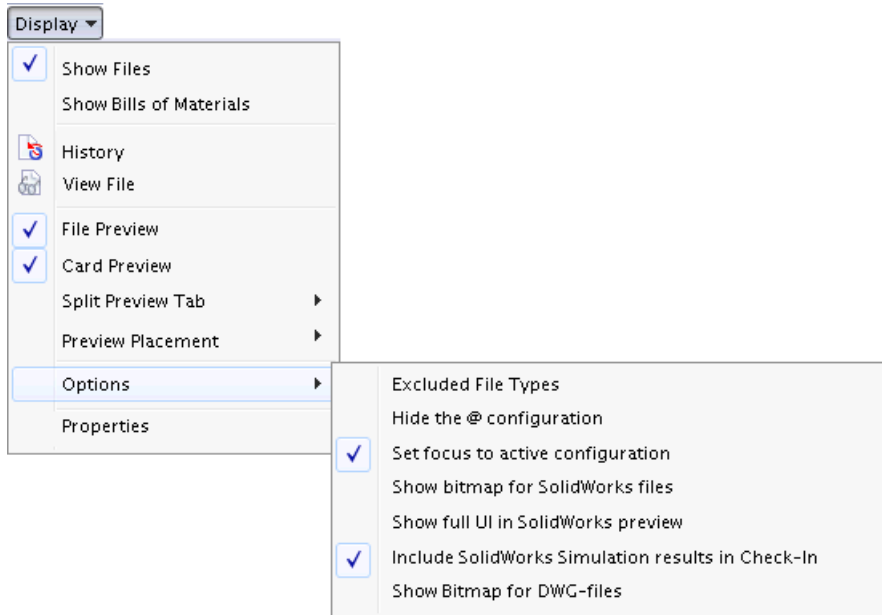 Display
Show Files
Show Bills of Materials
History
View File
File Preview
Card Preview
Split Preview Tab
Preview Placement
Options
Properties
Excluded File Types
Hide the @ configuration
Set focus to active configuration
Show bitmap for SolidWorks files
Show full UI in SolidWorks preview
Include SolidWorks Simulation results in Check-In
Show Bitmap for DWG-files